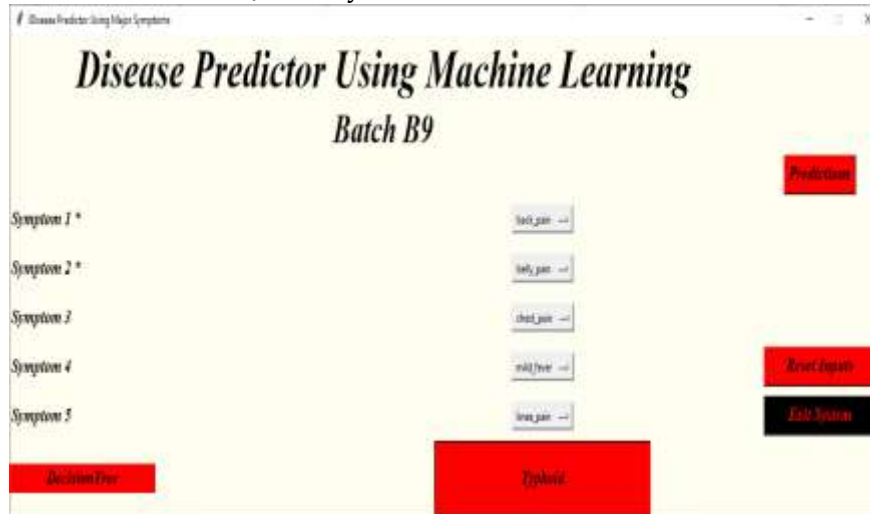 Disease Predictor Using Major Symptoms
Disease Predictor Using Machine Learning
Batch B9
Predictions
Symptom 1 *
back_pain
Symptom 2 *
belly_pain
Symptom 3
chest_pain
Symptom 4
mild_fever
Reset Inputs
Symptom 5
knee_pain
Exit System
DecisionTree
Typhoid